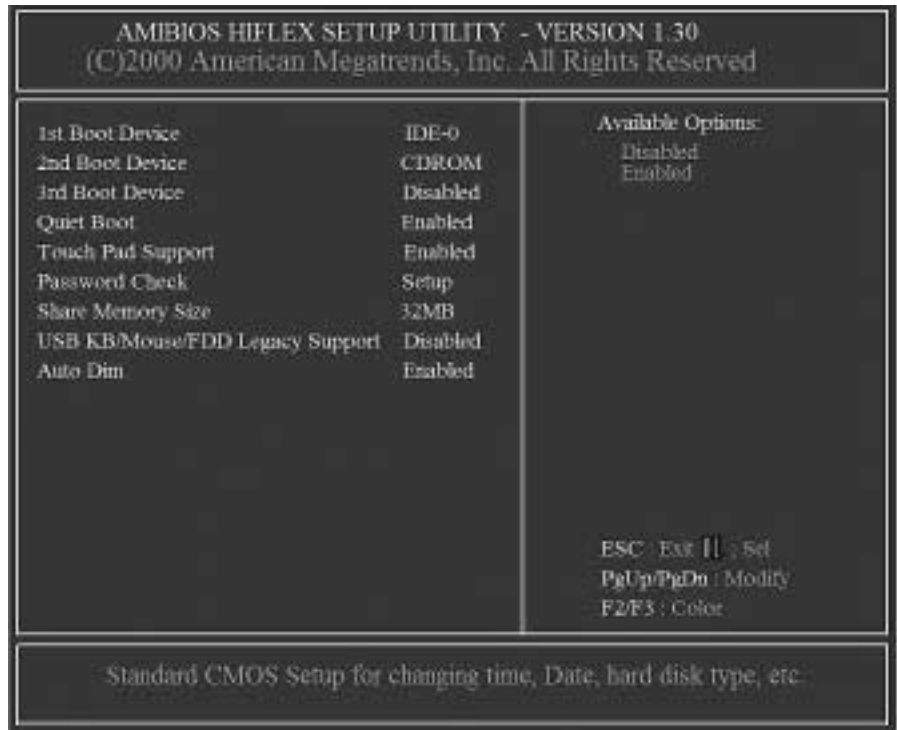 AMIBIOS HIFLEX SETUP UTILITY - VERSION 1.30
(C)2000 American Megatrends, Inc. All Rights Reserved
1st Boot Device IDE-0
2nd Boot Device CDROM
3rd Boot Device Disabled
Quiet Boot Enabled
Touch Pad Support Enabled
Password Check Setup
Share Memory Size 32MB
USB KB/Mouse/FDD Legacy Support Disabled
Auto Dim Enabled
Available Options:
Disabled
Enabled
ESC : Exit : Sel
PgUp/PgDn : Modify
F2/F3 : Color
Standard CMOS Setup for changing time, Date, hard disk type, etc.